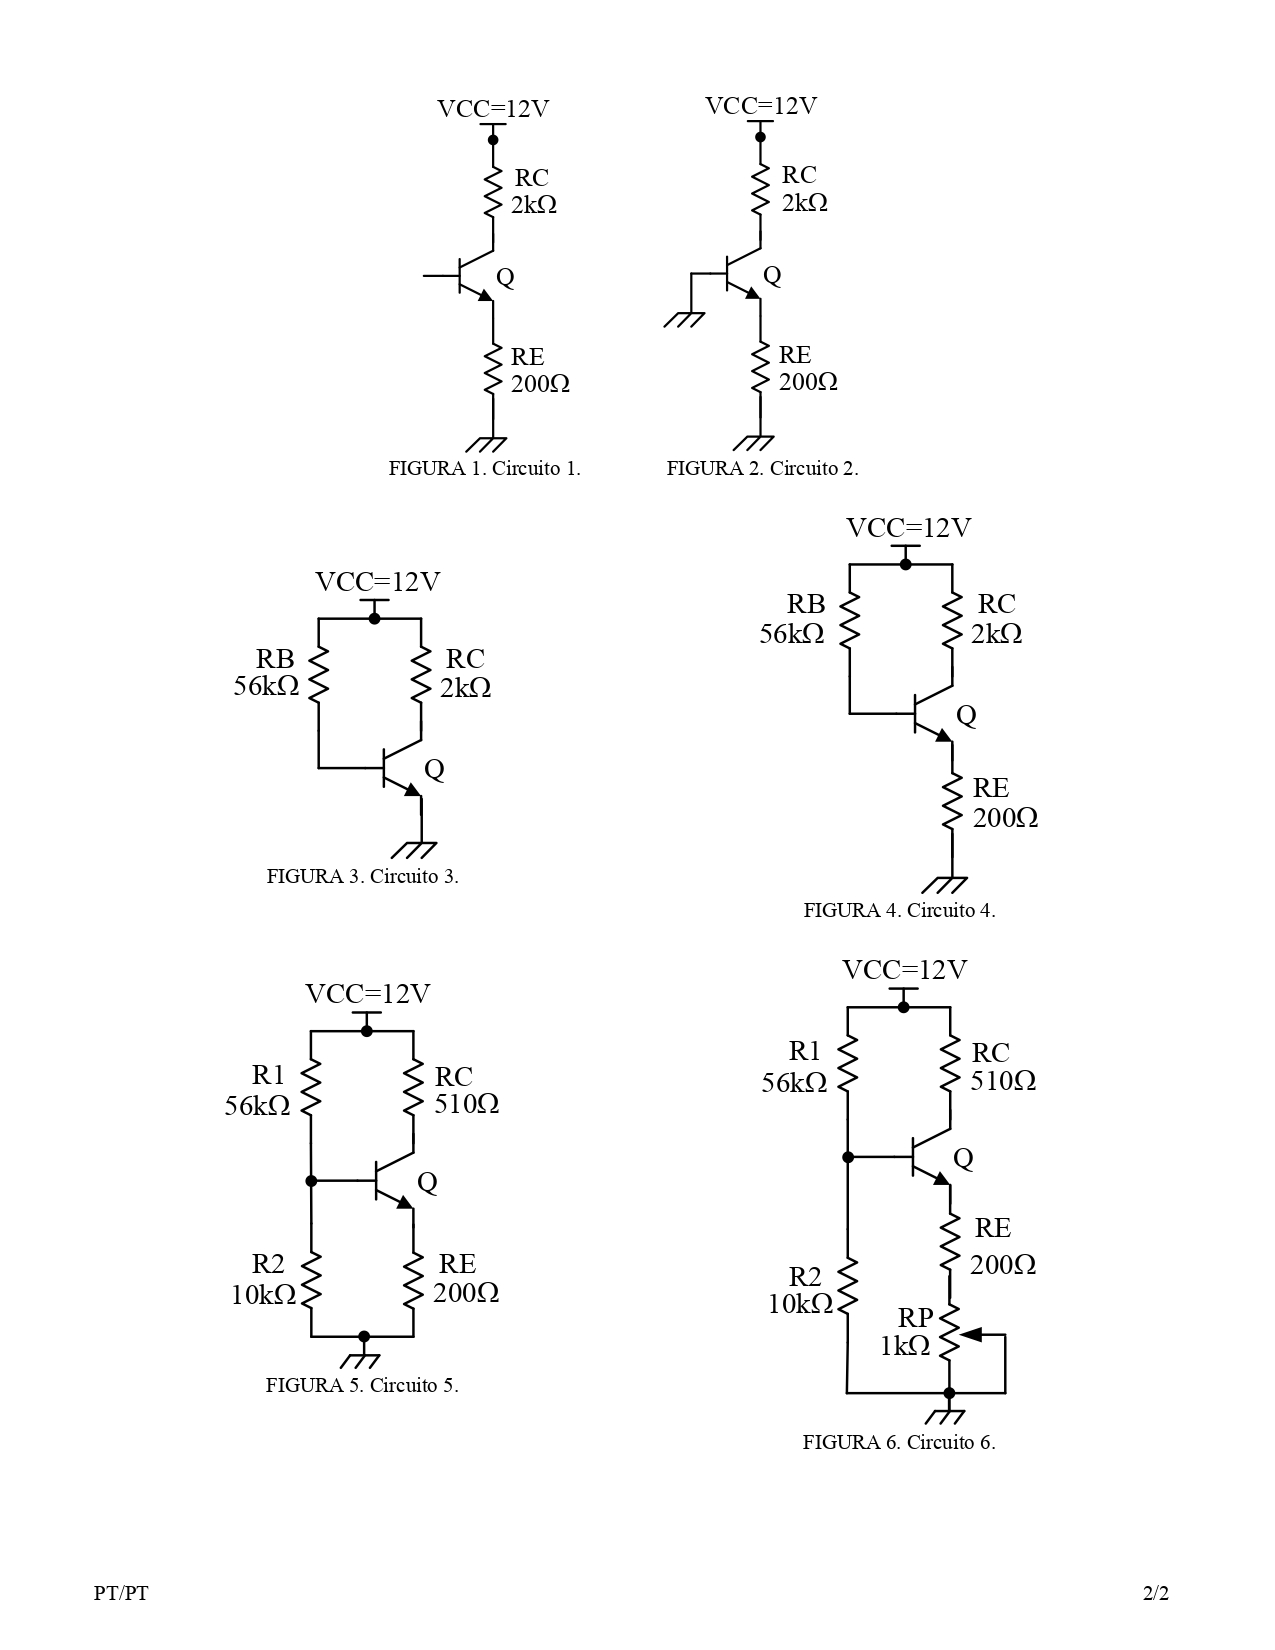 VCC=12V
RC
2kΩ
Q
RE
200Ω
FIGURA 1. Circuito 1.
VCC=12V
RC
2kΩ
Q
RE
200Ω
FIGURA 2. Circuito 2.
VCC=12V
RB
56kΩ
RC
2kΩ
Q
FIGURA 3. Circuito 3.
VCC=12V
RB
56kΩ
RC
2kΩ
Q
RE
200Ω
FIGURA 4. Circuito 4.
VCC=12V
R1
56kΩ
RC
510Ω
Q
R2
10kΩ
RE
200Ω
FIGURA 5. Circuito 5.
VCC=12V
R1
56kΩ
RC
510Ω
Q
RE
200Ω
R2
10kΩ
RP
1kΩ
FIGURA 6. Circuito 6.
PT/PT
2/2